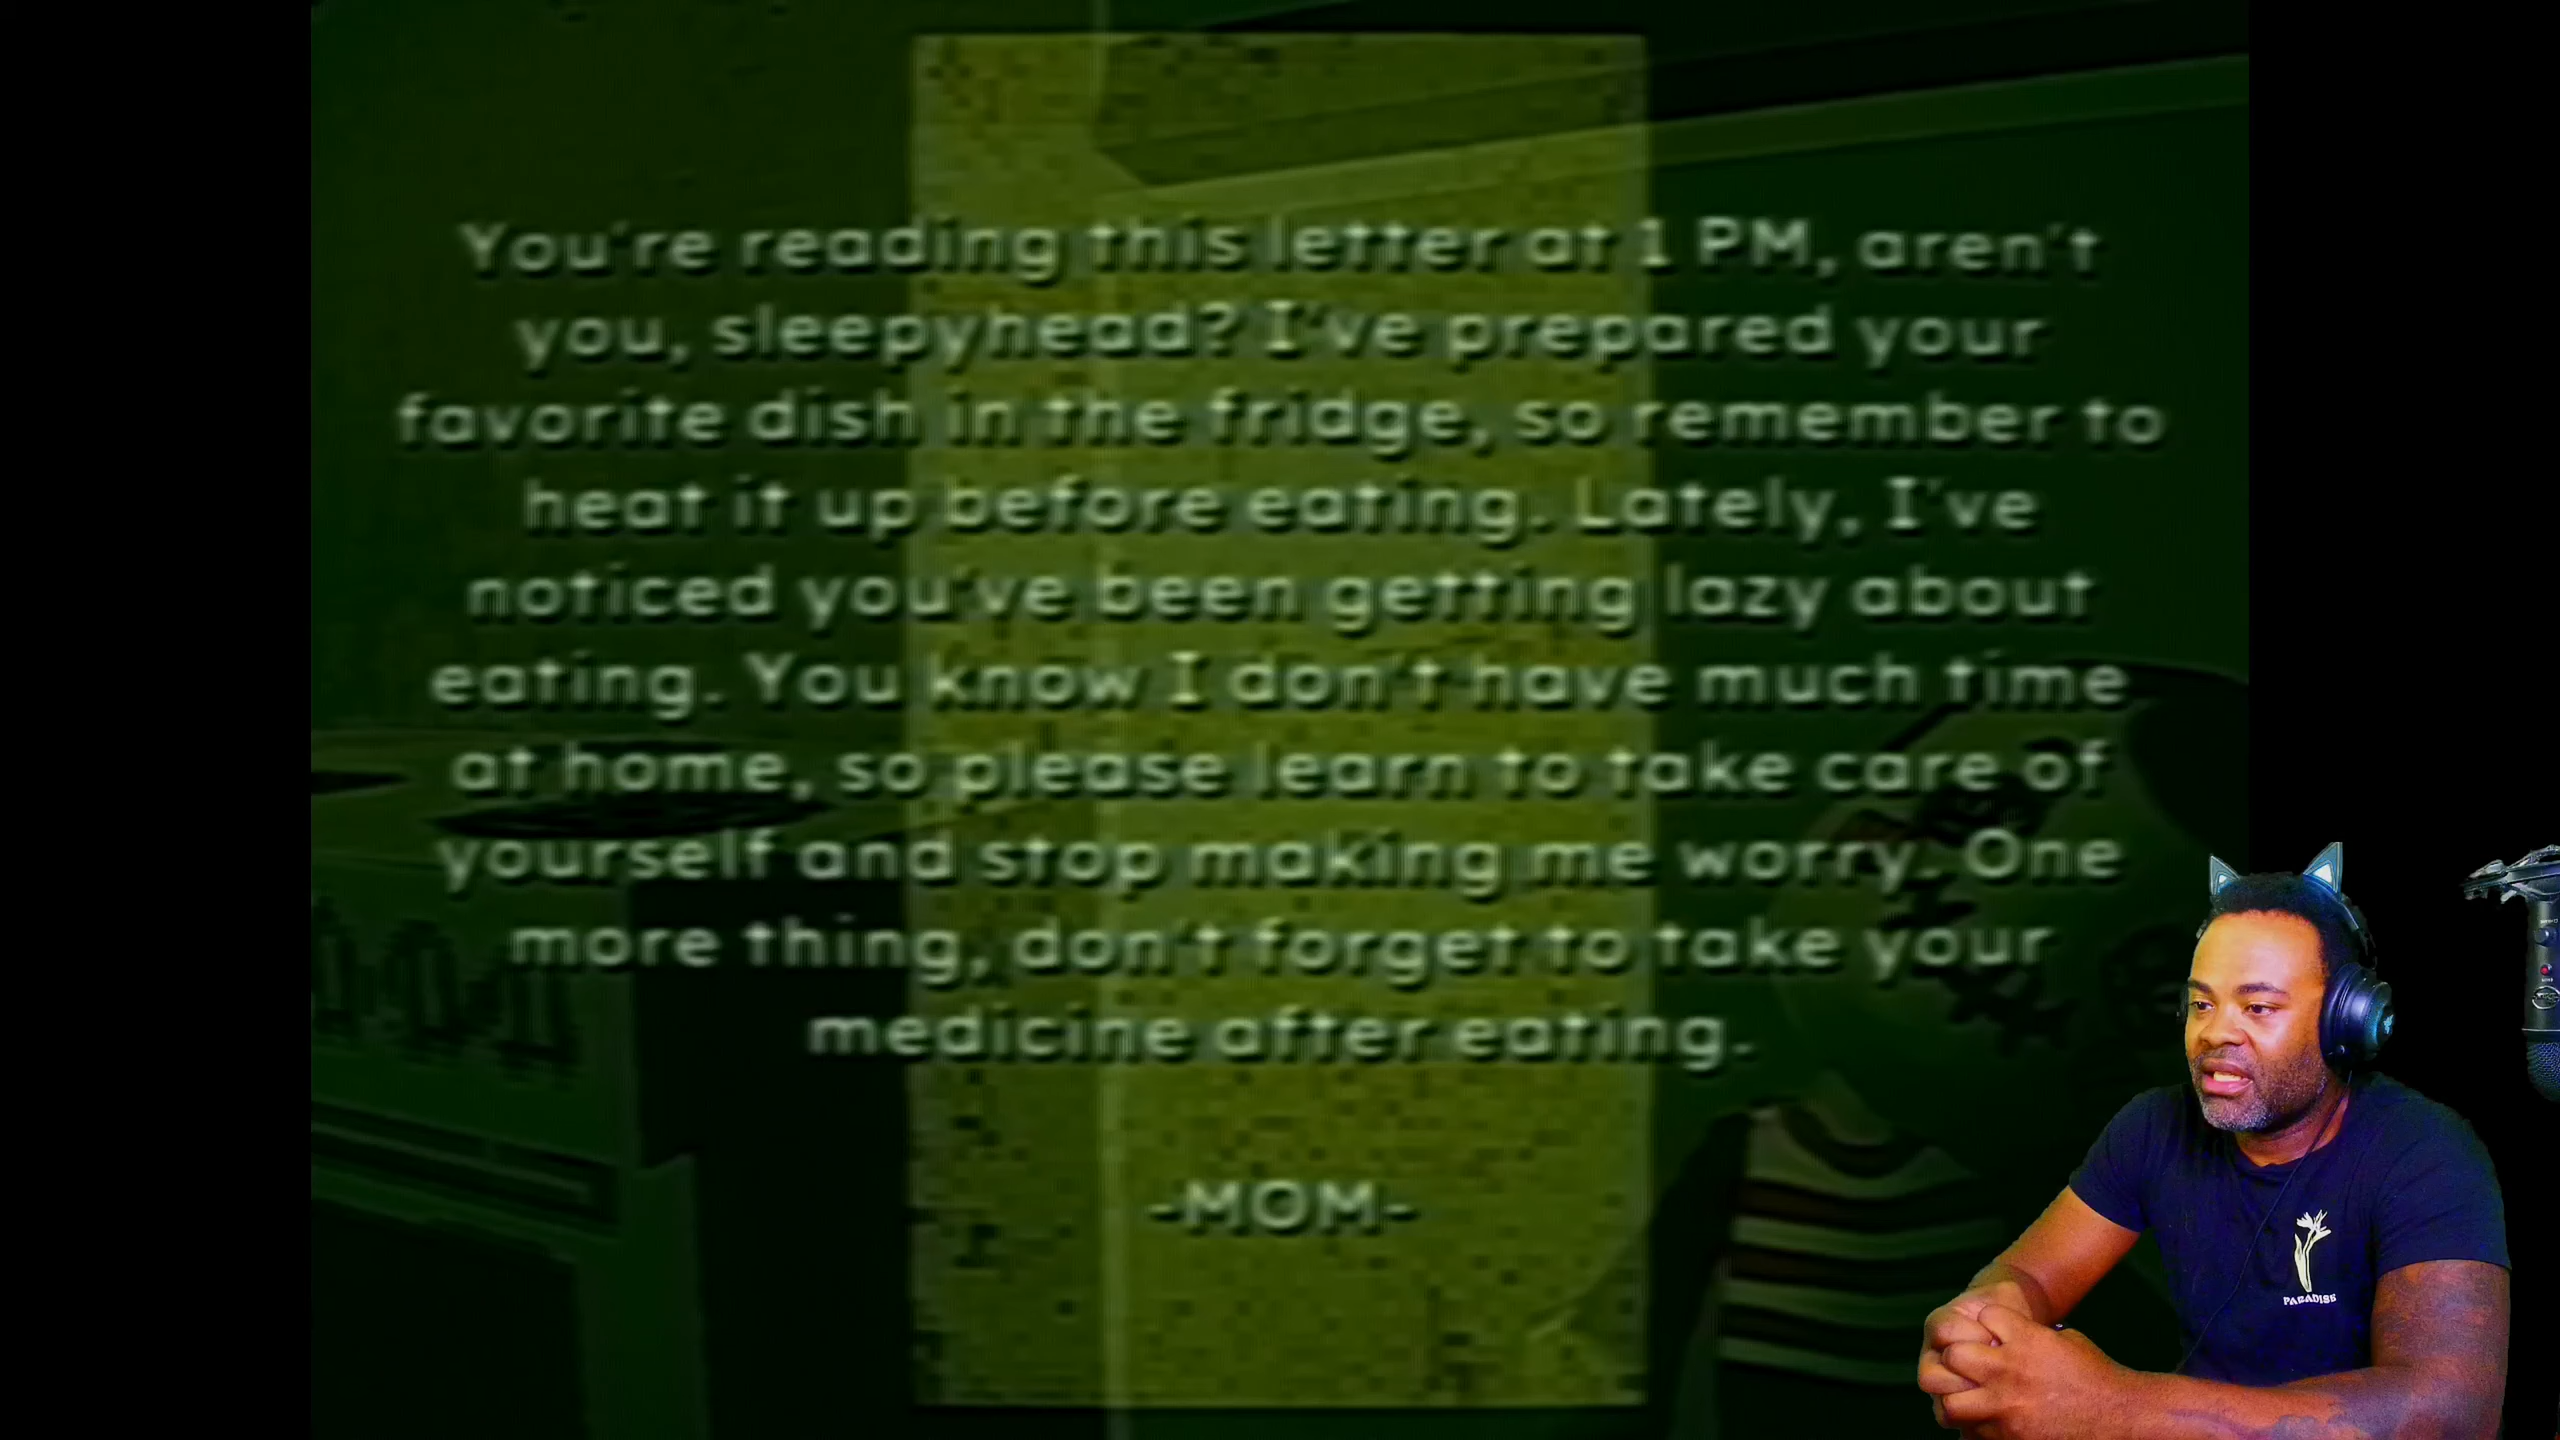 You're reading this letter at 1 PM, aren't
you, sleepyhead? I've prepared your
favorite dish in the fridge, so remember to
heat it up before eating. Lately, I've
noticed you've been getting lazy about
eating. You know I don't have much time
at home, so please learn to take care of
yourself and stop making me worry. One
more thing, don't forget to take your
medicine after eating.
-MOM-
PARADISE